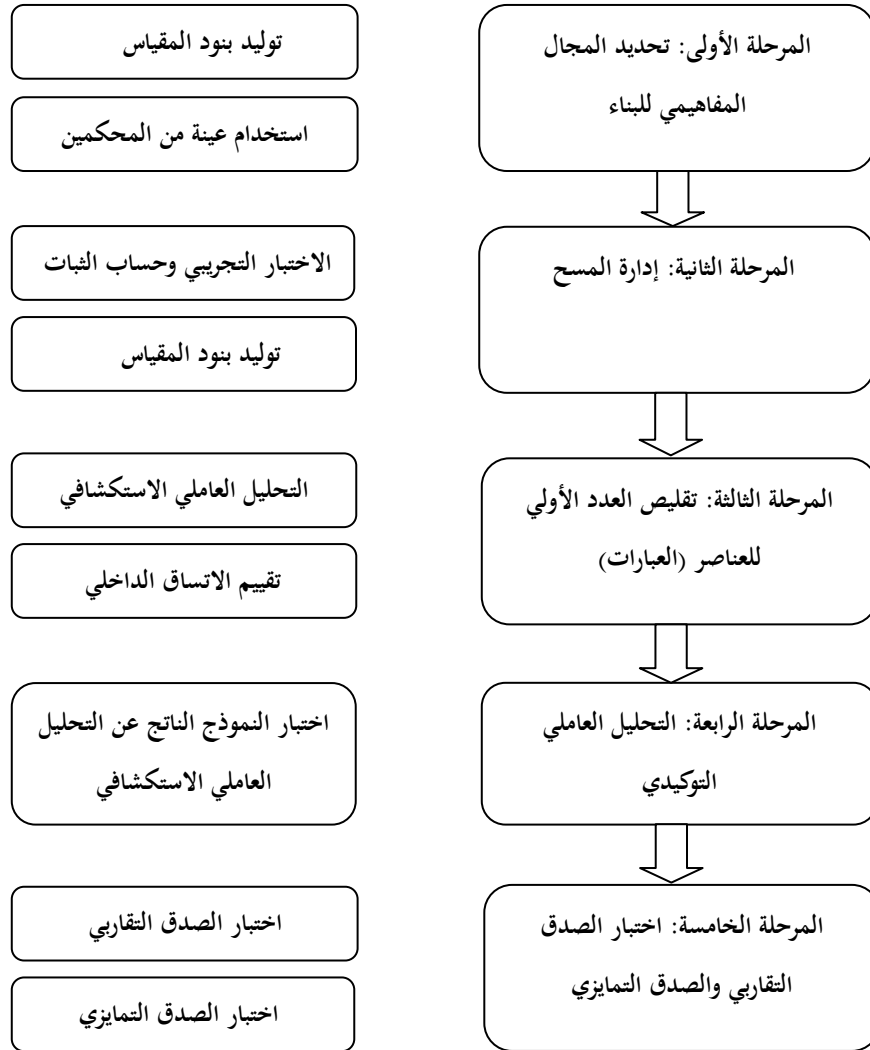 المرحلة الأولى: تحديد المجال
المفاهيمي للبناء
توليد بنود المقياس
استخدام عينة من المحكمين
المرحلة الثانية: إدارة المسح
الاختبار التجريبي وحساب الثبات
توليد بنود المقياس
المرحلة الثالثة: تقليص العدد الأولي
للعناصر (العبارات)
التحليل العاملي الاستكشافي
تقييم الاتساق الداخلي
المرحلة الرابعة: التحليل العاملي
التوكيدي
اختبار النموذج الناتج عن التحليل
العاملي الاستكشافي
المرحلة الخامسة: اختبار الصدق
التقاربي والصدق التمايزي
اختبار الصدق التقاربي
اختبار الصدق التمايزي